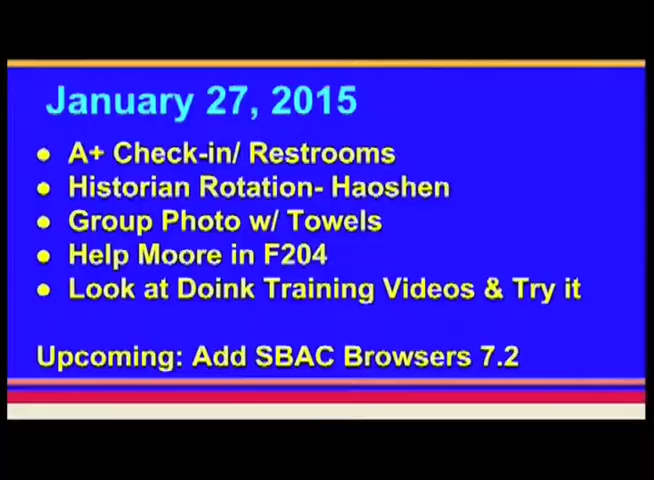 January 27, 2015
● A+ Check-in/ Restrooms
● Historian Rotation- Haoshen
● Group Photo w/ Towels
● Help Moore in F204
● Look at Doink Training Videos & Try it
Upcoming: Add SBAC Browsers 7.2